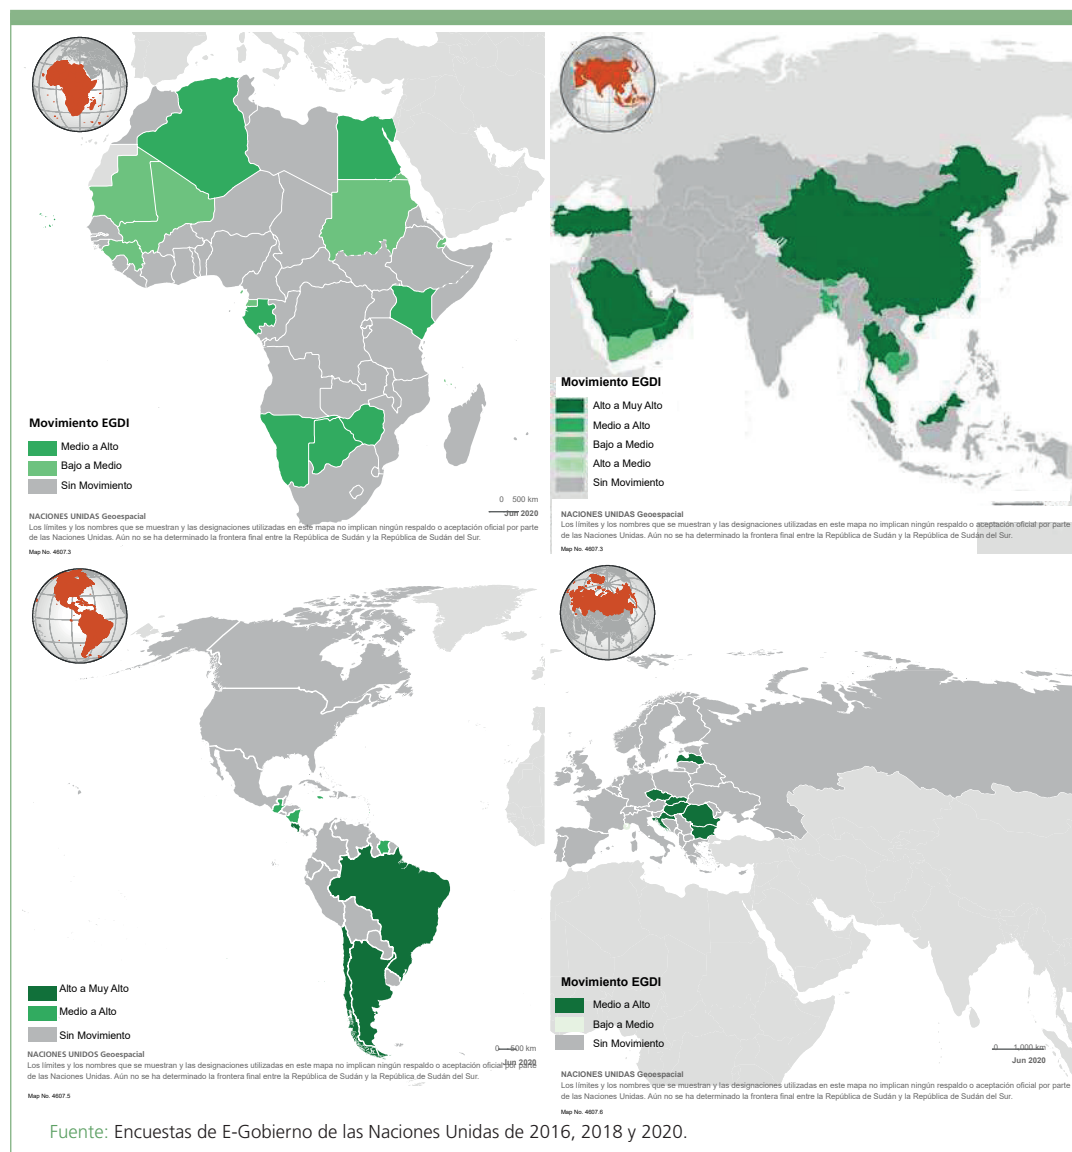 Movimiento EGDI
Medio a Alto
Bajo a Medio
Sin Movimiento
0 500 km
Jun 2020
NACIONES UNIDAS Geoespacial
Los límites y los nombres que se muestran y las designaciones utilizadas en este mapa no implican ningún respaldo o aceptación oficial por parte
de las Naciones Unidas. Aún no se ha determinado la frontera final entre la República de Sudán y la República de Sudán del Sur.
Map No. 4607.3
Movimiento EGDI
Alto a Muy Alto
Medio a Alto
Bajo a Medio
Alto a Medio
Sin Movimiento
NACIONES UNIDAS Geoespacial
Los límites y los nombres que se muestran y las designaciones utilizadas en este mapa no implican ningún respaldo o aceptación oficial por parte
de las Naciones Unidas. Aún no se ha determinado la frontera final entre la República de Sudán y la República de Sudán del Sur.
Map No. 4607.3
Alto a Muy Alto
Medio a Alto
Sin Movimiento
0 500 km
Jun 2020
NACIONES UNIDOS Geoespacial
Los límites y los nombres que se muestran y las designaciones utilizadas en este mapa no implican ningún respaldo o aceptación oficial por parte
de las Naciones Unidas. Aún no se ha determinado la frontera final entre la República de Sudán y la República de Sudán del Sur.
Map No. 4607.5
Movimiento EGDI
Medio a Alto
Bajo a Medio
Sin Movimiento
0 1,000 km
Jun 2020
NACIONES UNIDAS Geoespacial
Los límites y los nombres que se muestran y las designaciones utilizadas en este mapa no implican ningún respaldo o aceptación oficial por parte
de las Naciones Unidas. Aún no se ha determinado la frontera final entre la República de Sudán y la República de Sudán del Sur.
Map No. 4607.6
Fuente: Encuestas de E-Gobierno de las Naciones Unidas de 2016, 2018 y 2020.